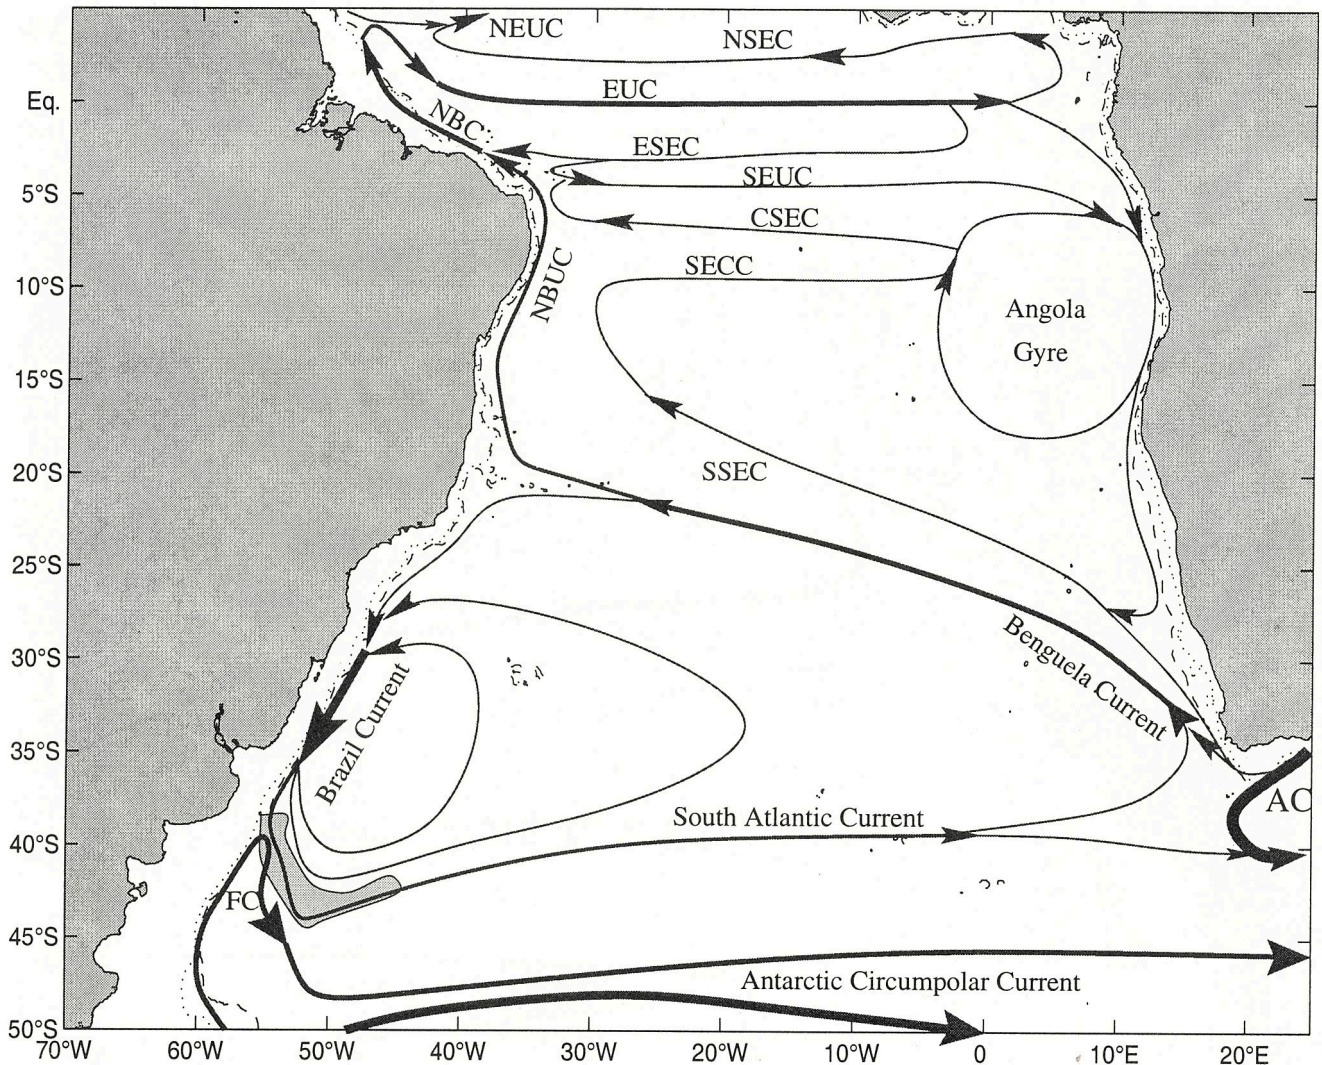 NEUC
NSEC
Eq.
EUC
NBC
ESEC
5°S
SEUC
CSEC
SECC
10°S
NBUC
Angola
Gyre
15°S
20°S
SSEC
25°S
30°S
Benguela Current
Brazil Current
35°S
AC
South Atlantic Current
40°S
FC
45°S
Antarctic Circumpolar Current
50°S
70°W 60°W 50°W 40°W 30°W 20°W 10°W 0 10°E 20°E